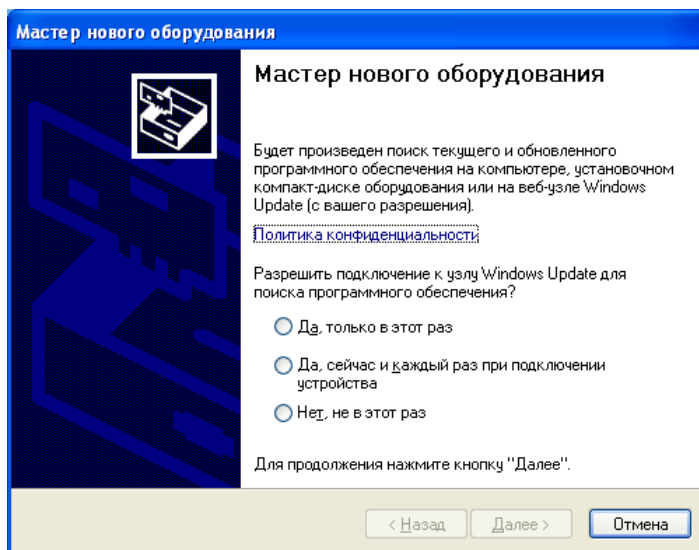 Мастер нового оборудования
Мастер нового оборудования
Будет произведен поиск текущего и обновленного
программного обеспечения на компьютере, установочном
компакт-диске оборудования или на веб-узле Windows
Update (с вашего разрешения).
Политика конфиденциальности
Разрешить подключение к узлу Windows Update для
поиска программного обеспечения?
Да, только в этот раз
Да, сейчас и каждый раз при подключении
устройства
Нет, не в этот раз
Для продолжения нажмите кнопку "Далее".
< Назад Далее > Отмена